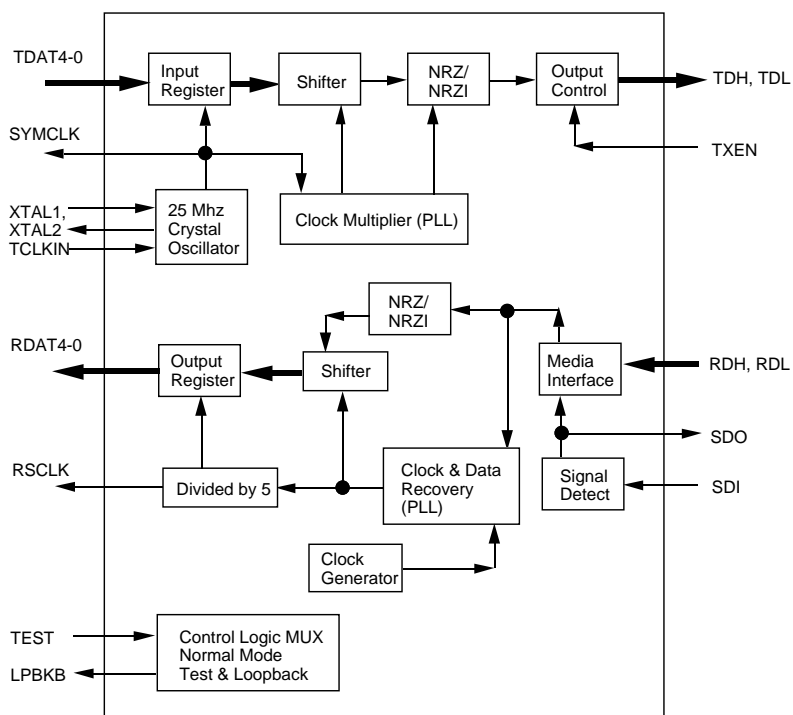 TDAT4-0
Input
Register
Shifter
NRZ/
NRZI
Output
Control
TDH, TDL
SYMCLK
TXEN
XTAL1,
XTAL2
TCLKIN
25 Mhz
Crystal
Oscillator
Clock Multiplier (PLL)
NRZ/
NRZI
RDAT4-0
Output
Register
Shifter
Media
Interface
RDH, RDL
SDO
RSCLK
Divided by 5
Clock & Data
Recovery
(PLL)
Signal
Detect
SDI
Clock
Generator
TEST
LPBKB
Control Logic MUX
Normal Mode
Test & Loopback